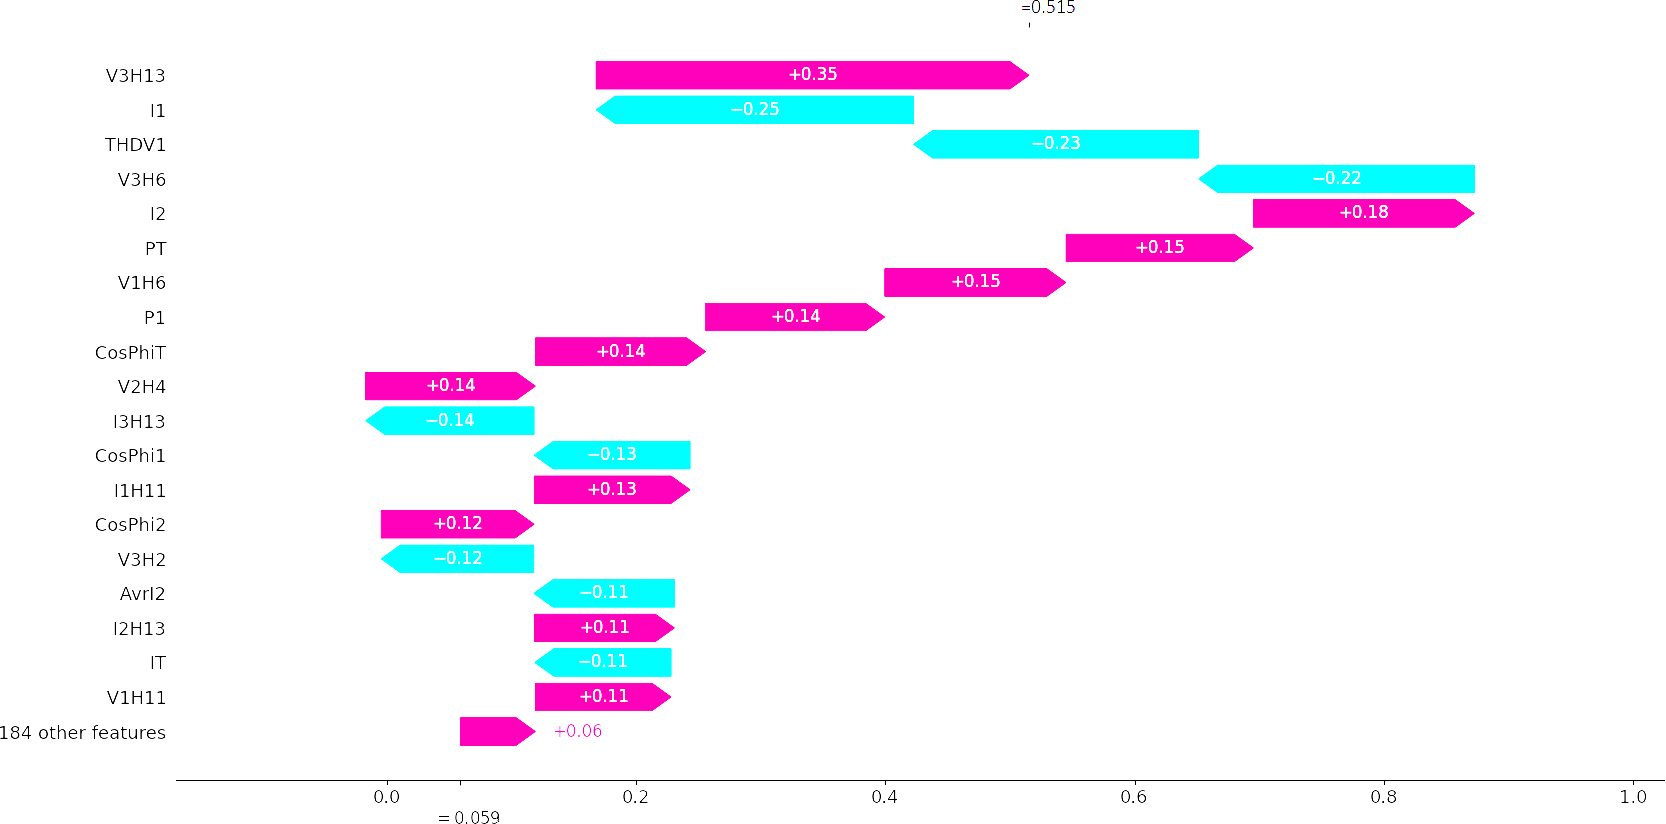 =0.515
V3H13 +0.35
I1 −0.25
THDV1 −0.23
V3H6 −0.22
I2 +0.18
PT +0.15
V1H6 +0.15
P1 +0.14
CosPhiT +0.14
V2H4 +0.14
I3H13 −0.14
CosPhi1 −0.13
I1H11 +0.13
CosPhi2 +0.12
V3H2 −0.12
AvrI2 −0.11
I2H13 +0.11
IT −0.11
V1H11 +0.11
184 other features +0.06
0.0 0.2 0.4 0.6 0.8 1.0
= 0.059